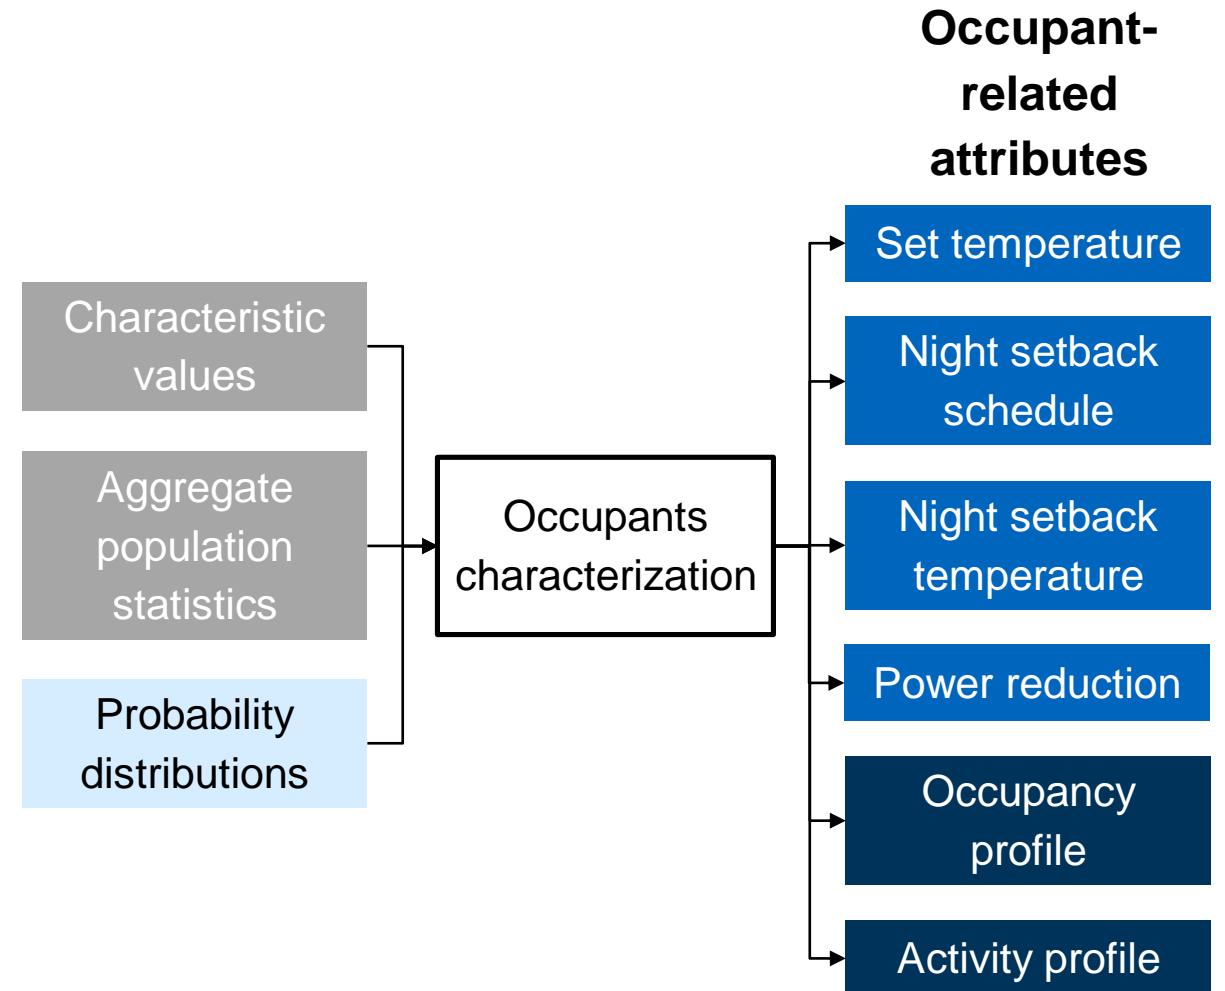 Occupant-
related
attributes
Characteristic
values
Aggregate
population
statistics
Probability
distributions
Occupants
characterization
Set temperature
Night setback
schedule
Night setback
temperature
Power reduction
Occupancy
profile
Activity profile